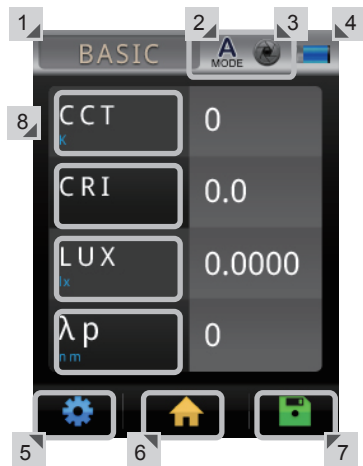 1
2
3
4
BASIC
A
MODE
8
CCT
K
0
CRI
0.0
LUX
lx
0.0000
λp
nm
0
5
6
7